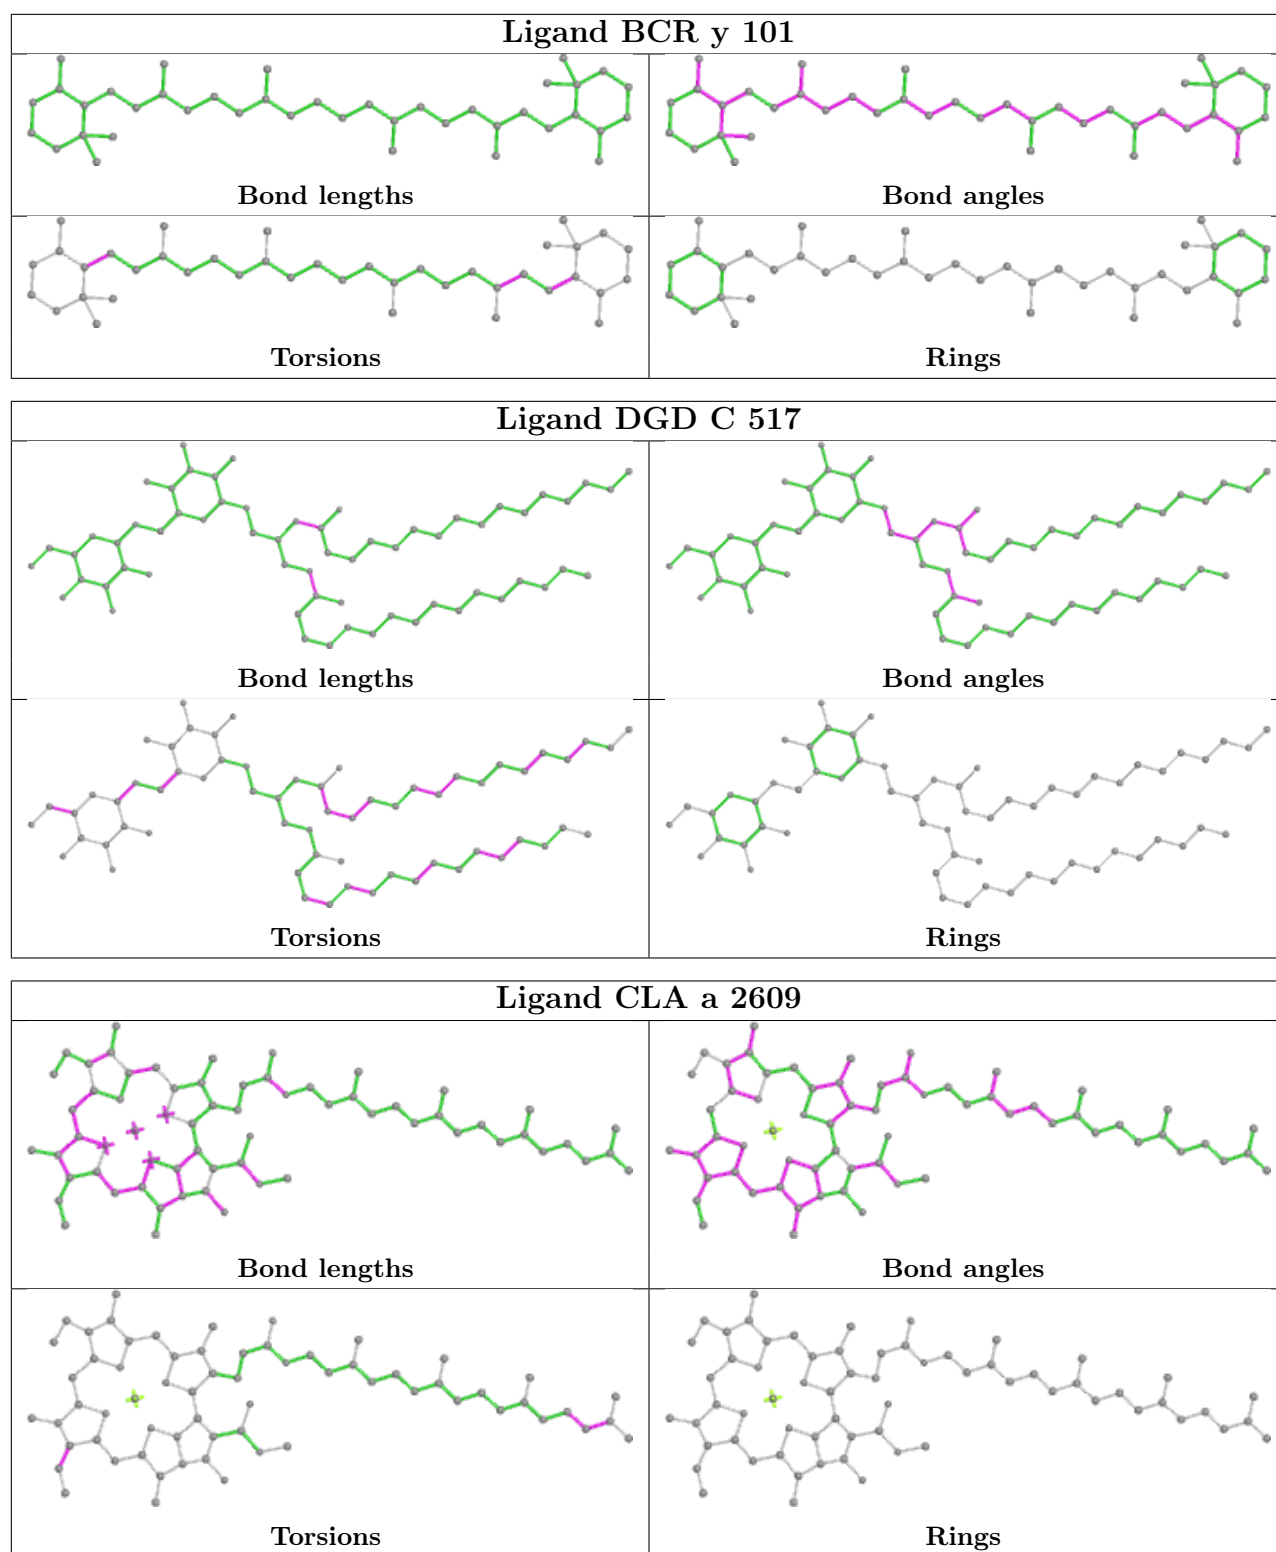 Ligand BCR y 101
Bond lengths
Bond angles
Torsions
Rings
Ligand DGD C 517
Bond lengths
Bond angles
Torsions
Rings
Ligand CLA a 2609
Bond lengths
Bond angles
Torsions
Rings